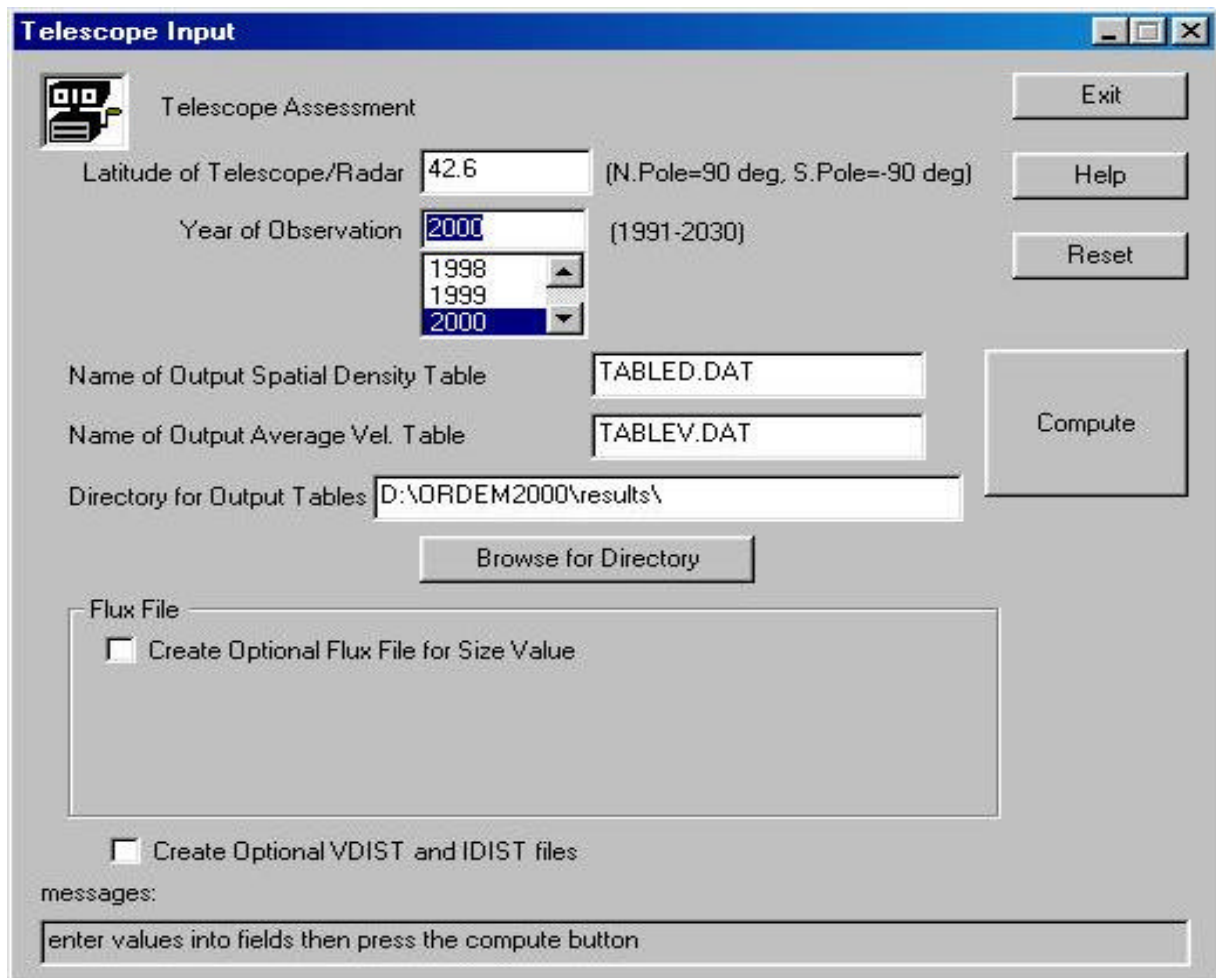 Telescope Input
Telescope Assessment
Exit
Latitude of Telescope/Radar 42.6 (N.Pole=90 deg, S.Pole=-90 deg)
Help
Year of Observation 2000 (1991-2030)
Reset
1998
1999
2000
Name of Output Spatial Density Table TABLED.DAT
Name of Output Average Vel. Table TABLEV.DAT
Compute
Directory for Output Tables D:\ORDEM2000\results\
Browse for Directory
Flux File
Create Optional Flux File for Size Value
Create Optional VDIST and IDIST files
messages:
enter values into fields then press the compute button